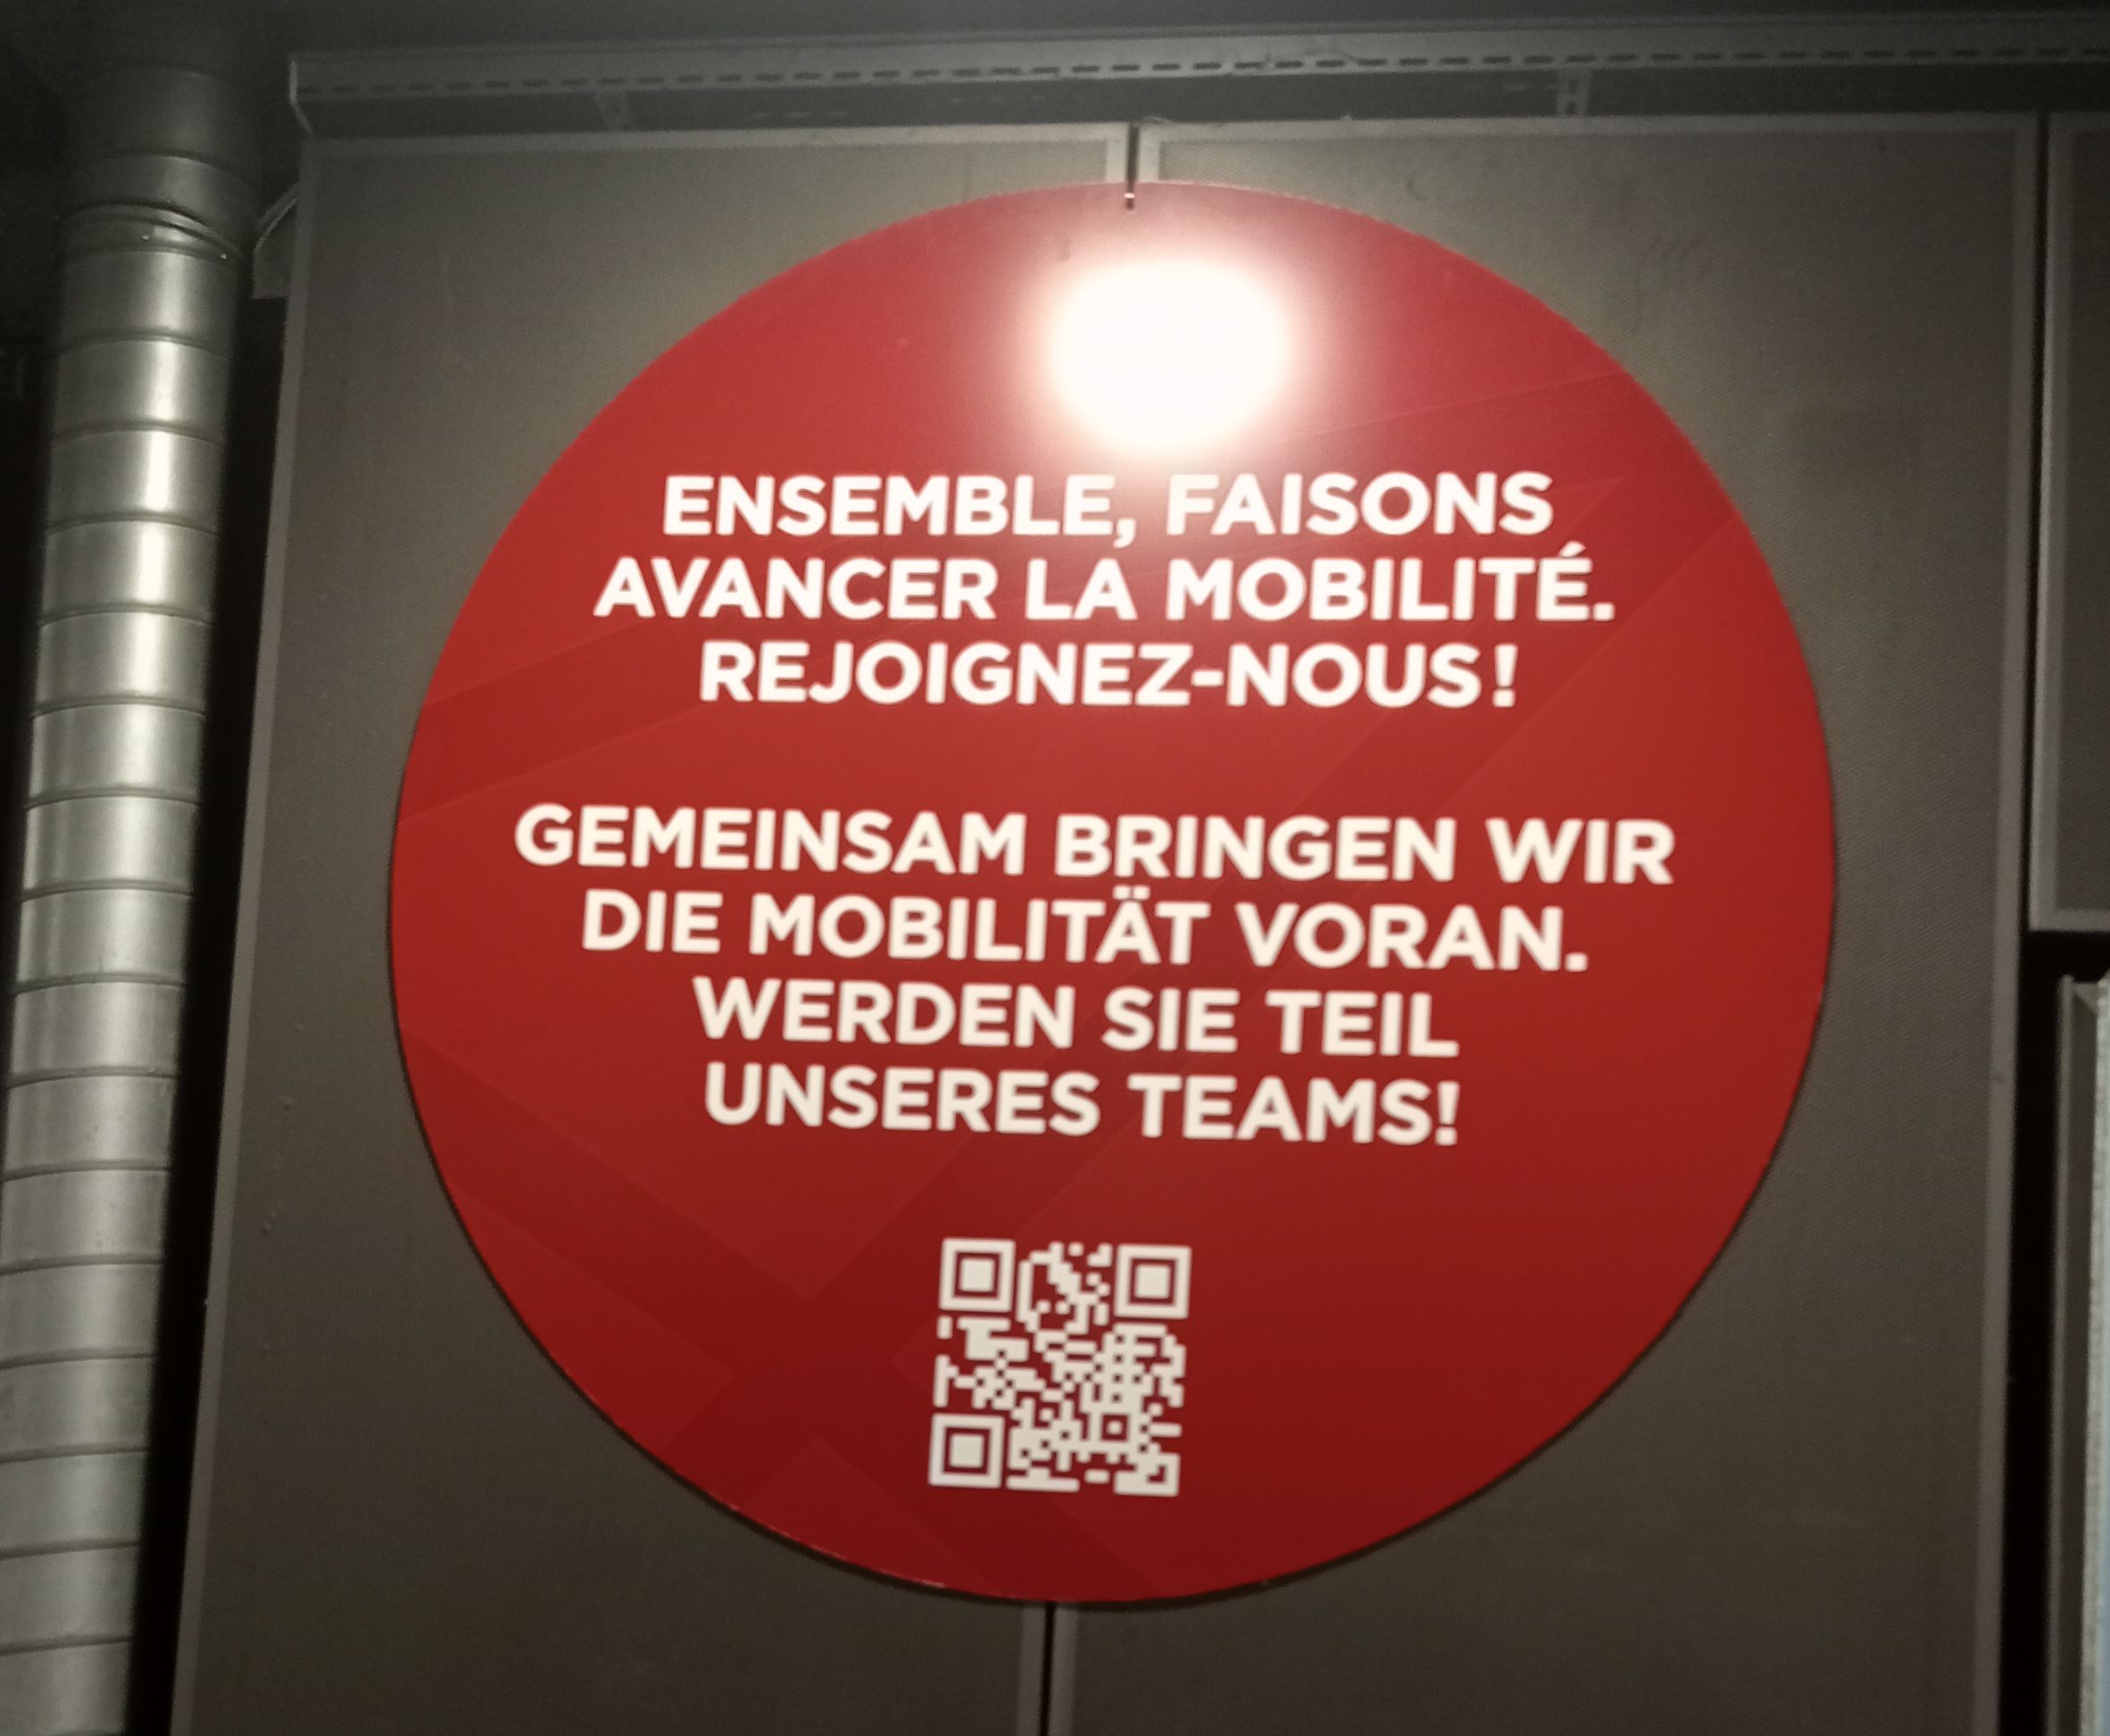 ENSEMBLE, FAISONS
AVANCER LA MOBILITÉ.
REJOIGNEZ-NOUS !
GEMEINSAM BRINGEN WIR
DIE MOBILITÄT VORAN.
WERDEN SIE TEIL
UNSERES TEAMS!